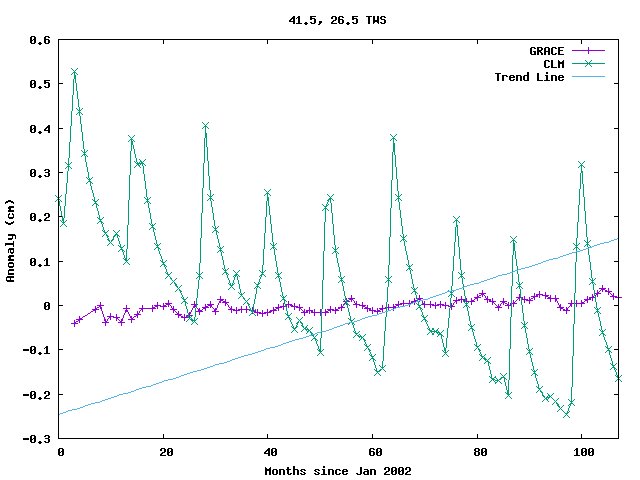 41.5, 26.5 TWS
GRACE
CLM
Trend Line
0.6
0.5
0.4
0.3
0.2
0.1
0
-0.1
-0.2
-0.3
Anomaly (cm)
0 20 40 60 80 100
Months since Jan 2002